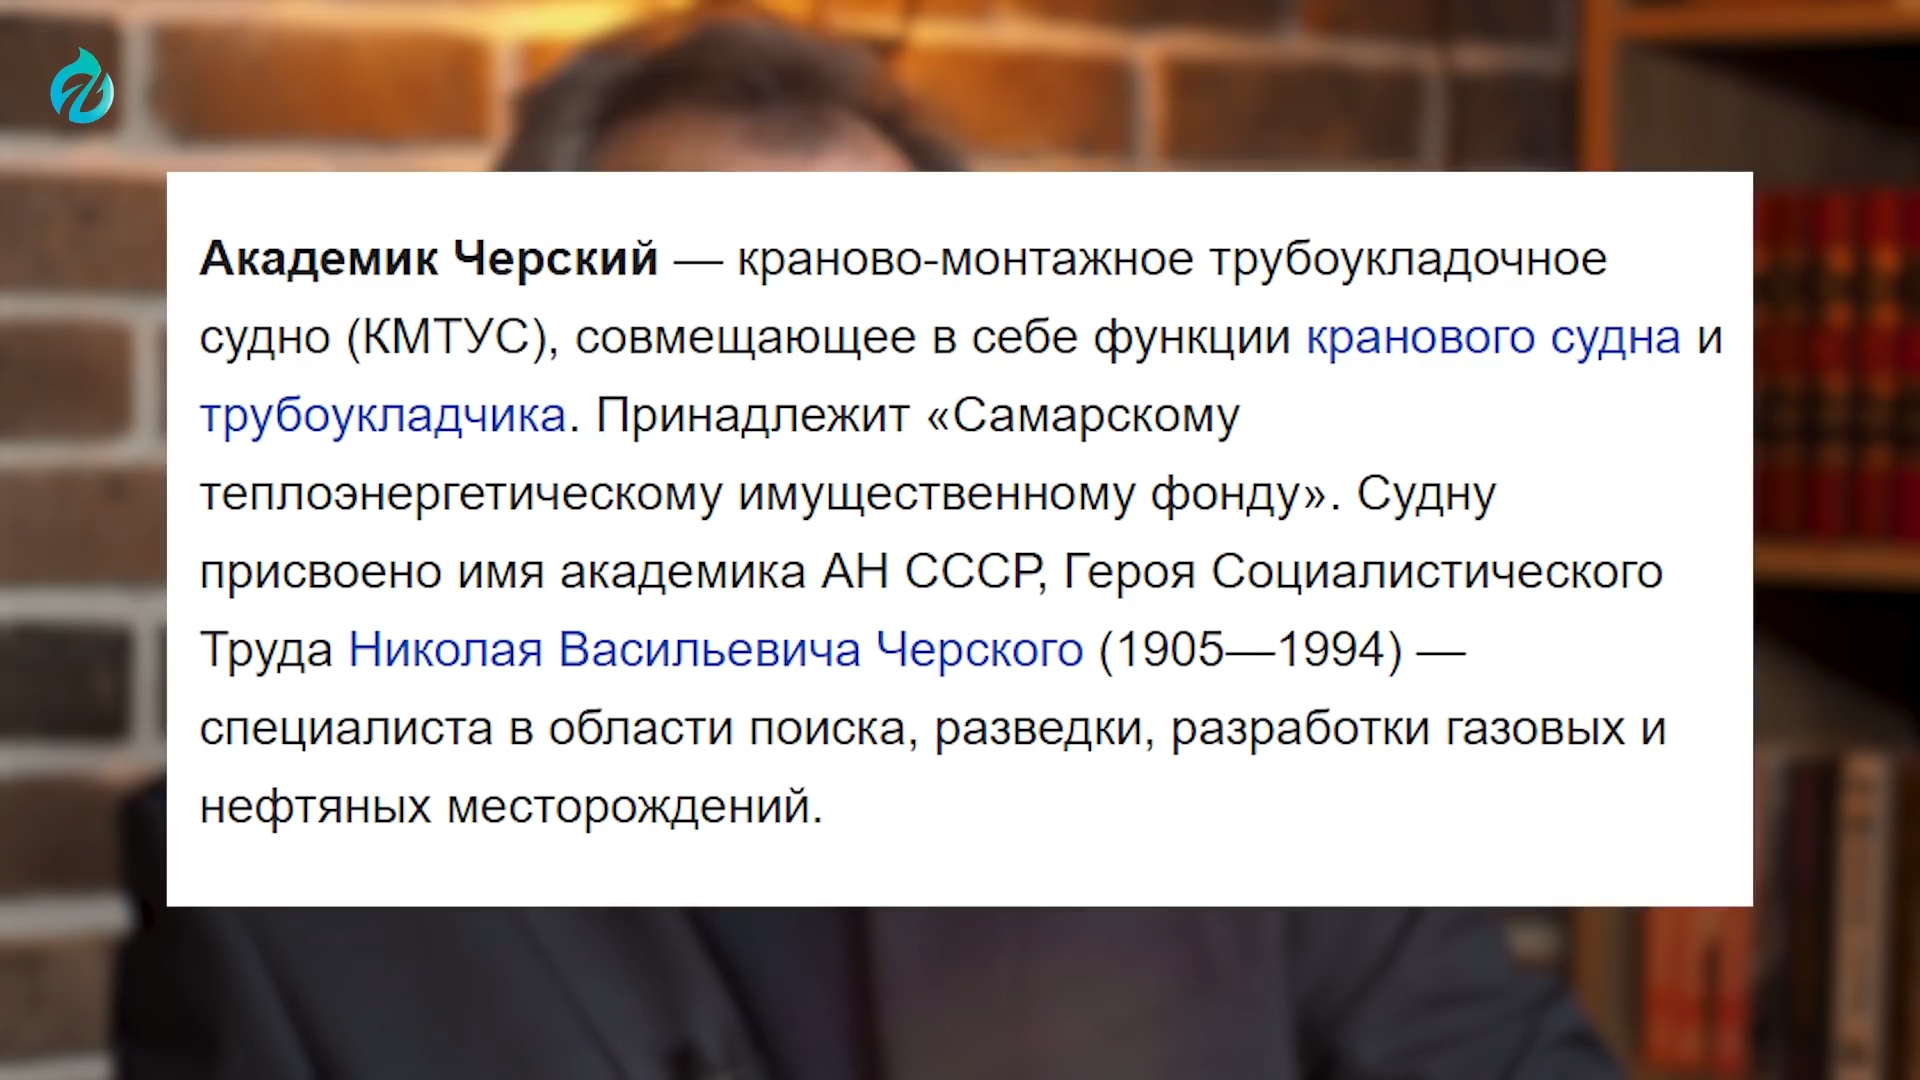 Академик Черский — краново-монтажное трубоукладочное
судно (КМТУС), совмещающее в себе функции кранового судна и
трубоукладчика. Принадлежит «Самарскому
теплоэнергетическому имущественному фонду». Судну
присвоено имя академика АН СССР, Героя Социалистического
Труда Николая Васильевича Черского (1905—1994) —
специалиста в области поиска, разведки, разработки газовых и
нефтяных месторождений.